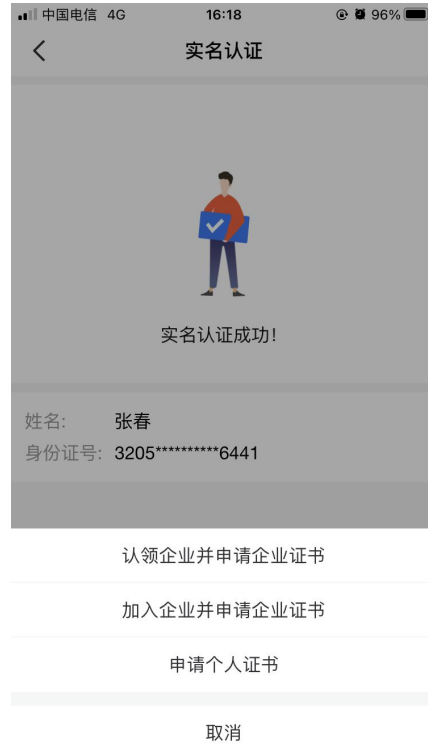 中国电信 4G 16:18 96%
实名认证
实名认证成功!
姓名: 张春
身份证号: 3205**********6441
认领企业并申请企业证书
加入企业并申请企业证书
申请个人证书
取消